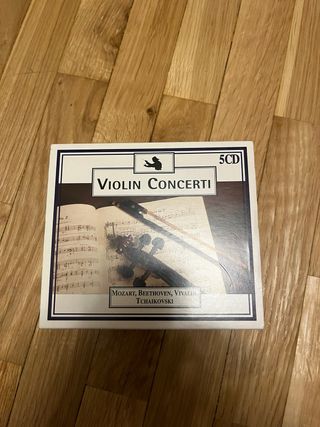 5CD
VIOLIN CONCERTI
MOZART, BEETHOVEN, VIVALDI,
TCHAIKOVSKI